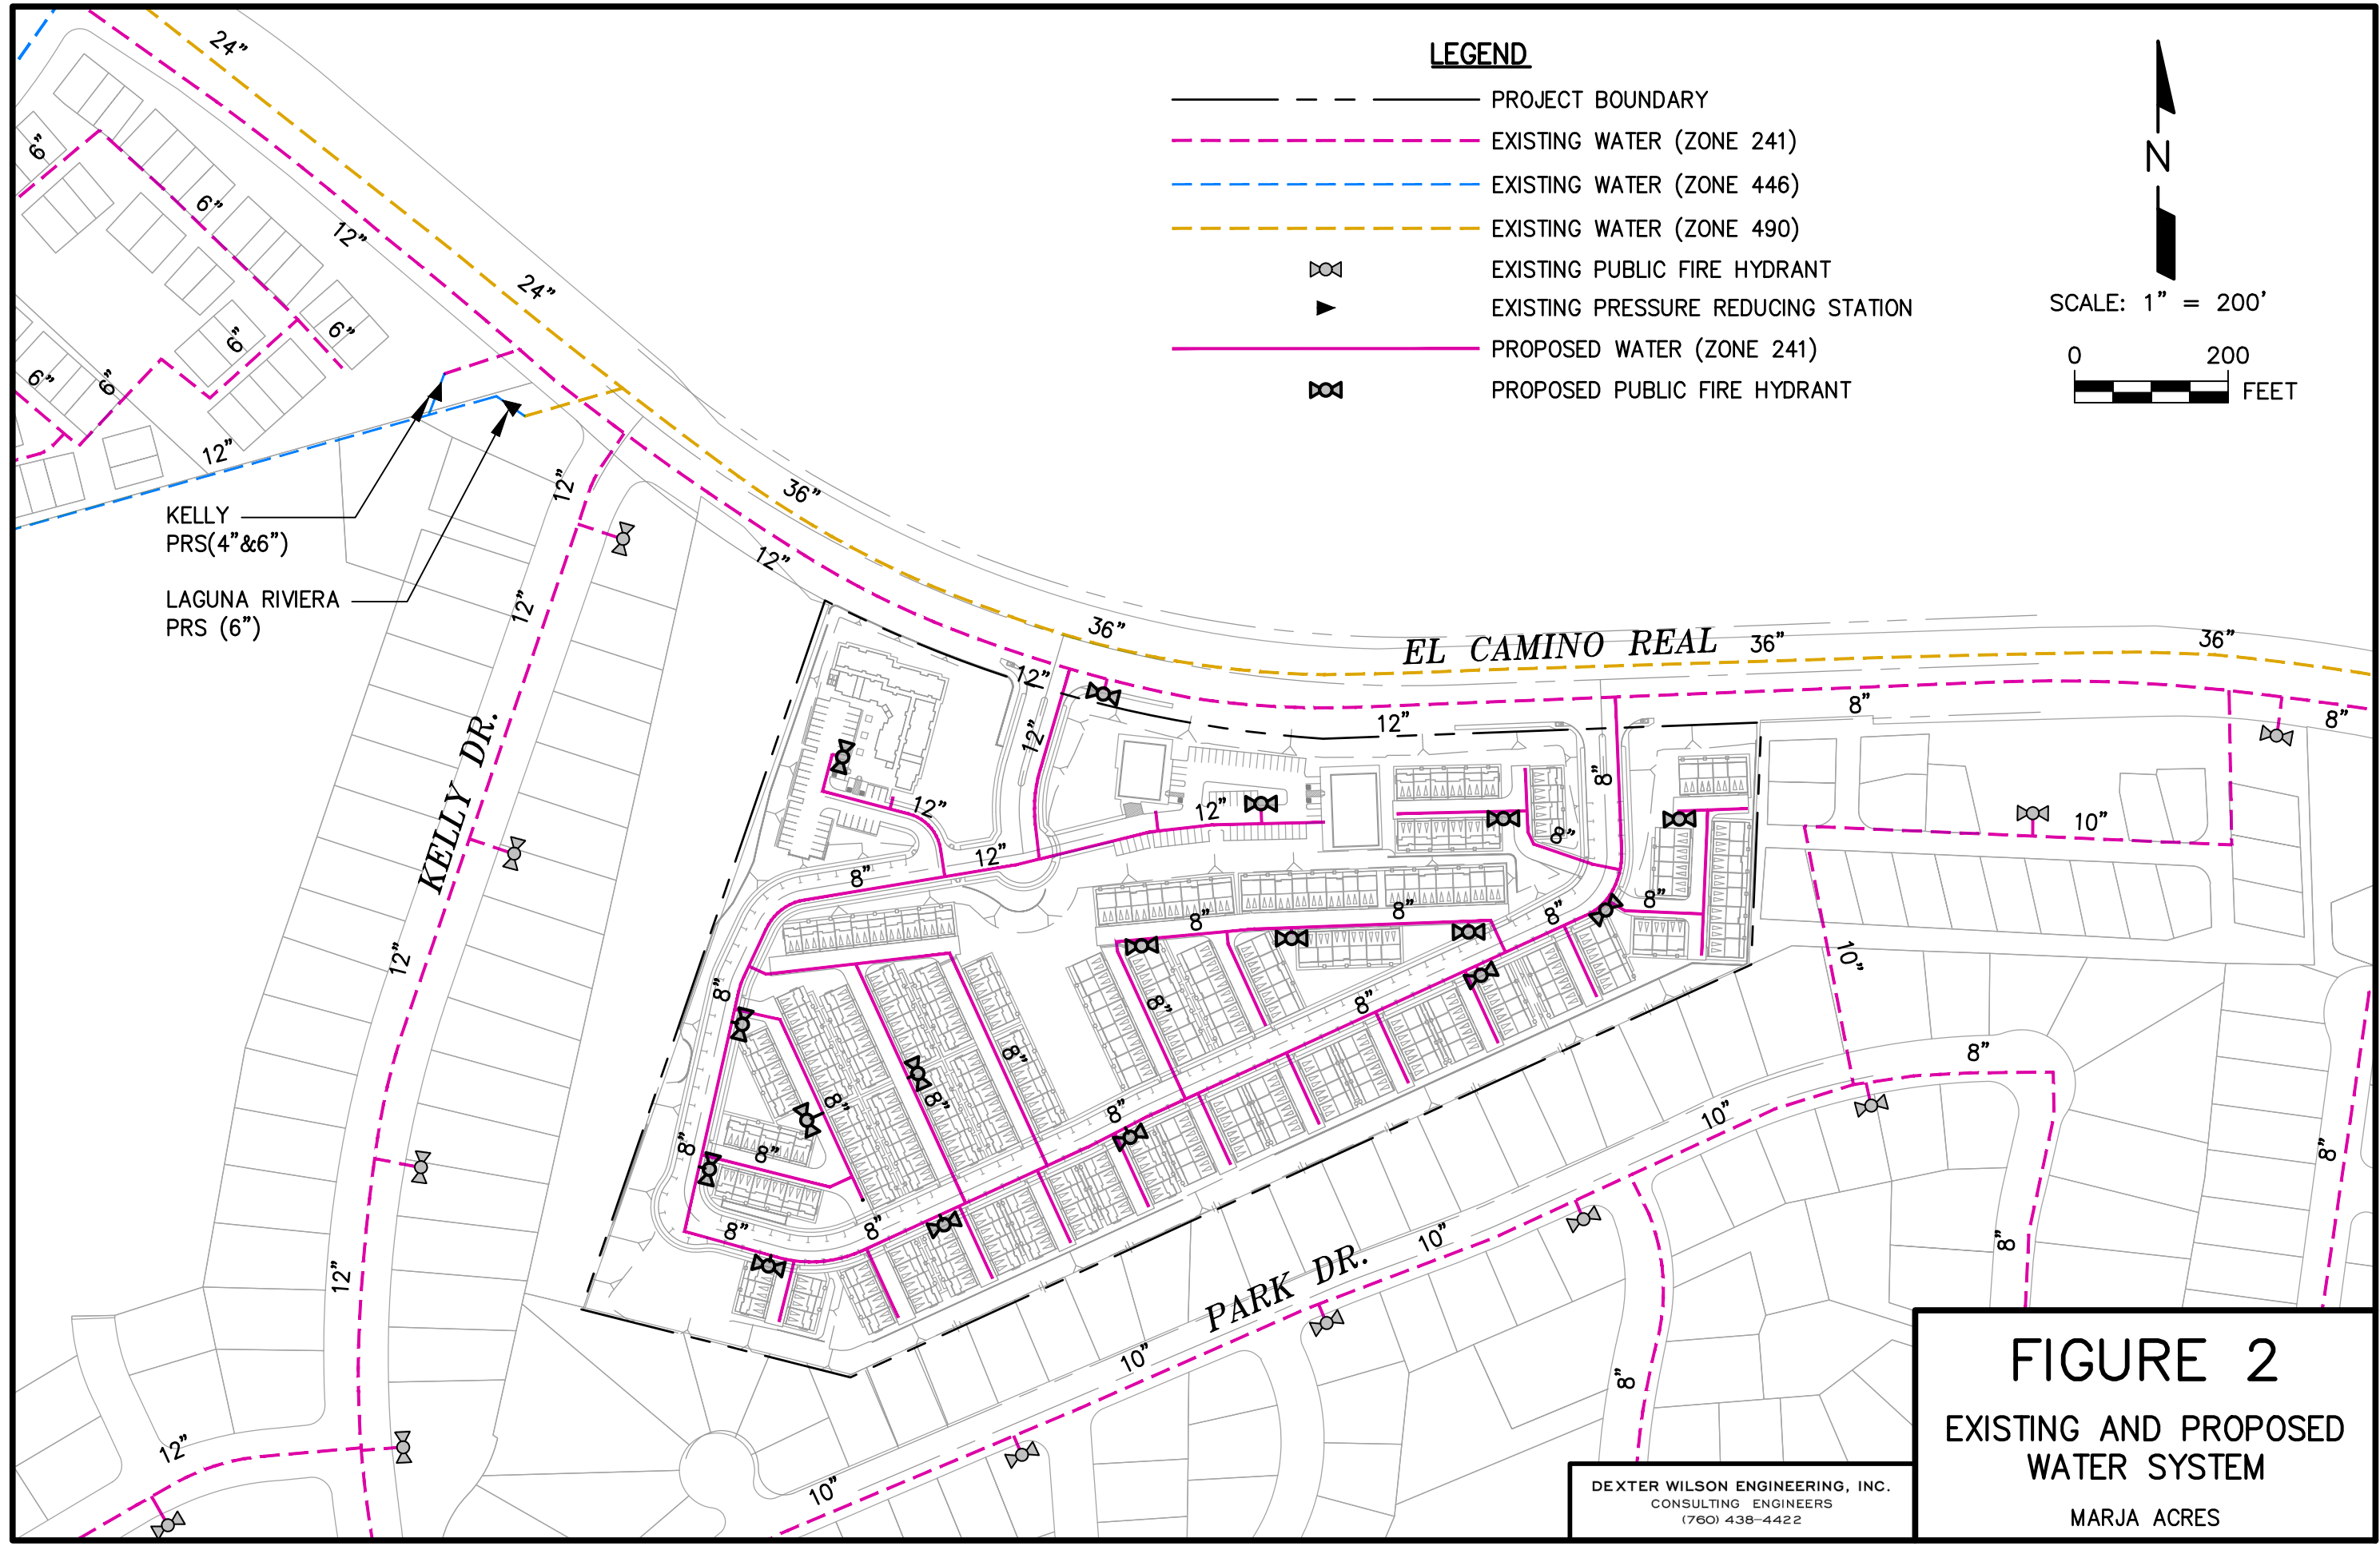 LEGEND
PROJECT BOUNDARY
EXISTING WATER (ZONE 241)
EXISTING WATER (ZONE 446)
EXISTING WATER (ZONE 490)
EXISTING PUBLIC FIRE HYDRANT
EXISTING PRESSURE REDUCING STATION
PROPOSED WATER (ZONE 241)
PROPOSED PUBLIC FIRE HYDRANT
N
SCALE: 1" = 200'
0 200
FEET
24"
6"
6"
12"
24"
6"
6"
6"
6"
12"
12"
36"
KELLY
PRS(4"&6")
12"
12"
LAGUNA RIVIERA
PRS (6")
36"
EL CAMINO REAL
36"
36"
12"
8"
8"
12"
12"
KELLY DR.
8"
12"
12"
10"
8"
12"
8"
8"
8"
8"
8"
12"
10"
8"
8"
8"
8"
8"
8"
8"
8"
10"
8"
8"
8"
8"
8"
8"
10"
8"
12"
PARK DR.
10"
8"
12"
10"
FIGURE 2
EXISTING AND PROPOSED
WATER SYSTEM
MARJA ACRES
DEXTER WILSON ENGINEERING, INC.
CONSULTING ENGINEERS
(760) 438-4422